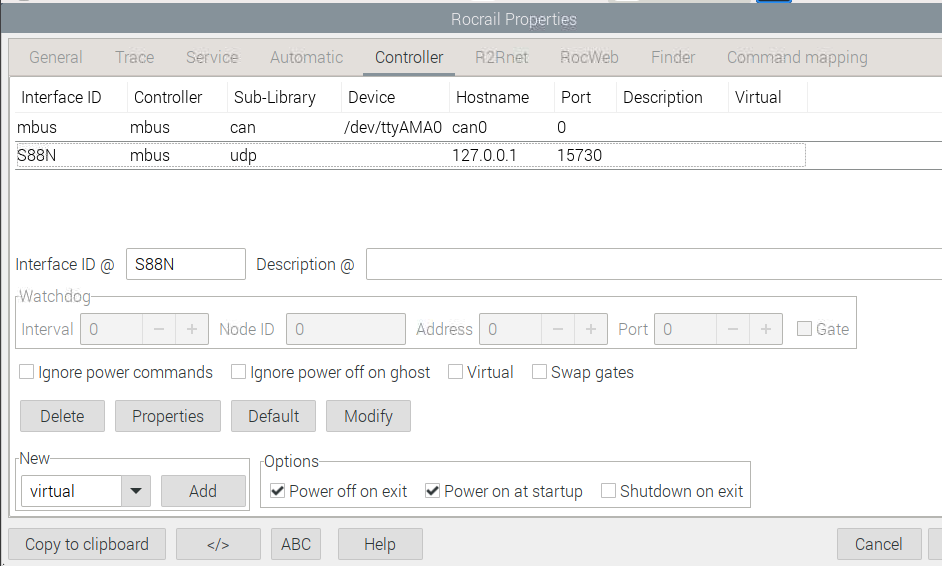 Rocrail Properties
General Trace Service Automatic Controller R2Rnet RocWeb Finder Command mapping
Interface ID Controller Sub-Library Device Hostname Port Description Virtual
mbus mbus can /dev/ttyAMA0 can0 0
S88N mbus udp 127.0.0.1 15730
Interface ID @ S88N Description @
Watchdog
Interval 0 − + Node ID 0 Address 0 − + Port 0 − + Gate
Ignore power commands Ignore power off on ghost Virtual Swap gates
Delete Properties Default Modify
New Options
virtual Add Power off on exit Power on at startup Shutdown on exit
Copy to clipboard </> ABC Help Cancel